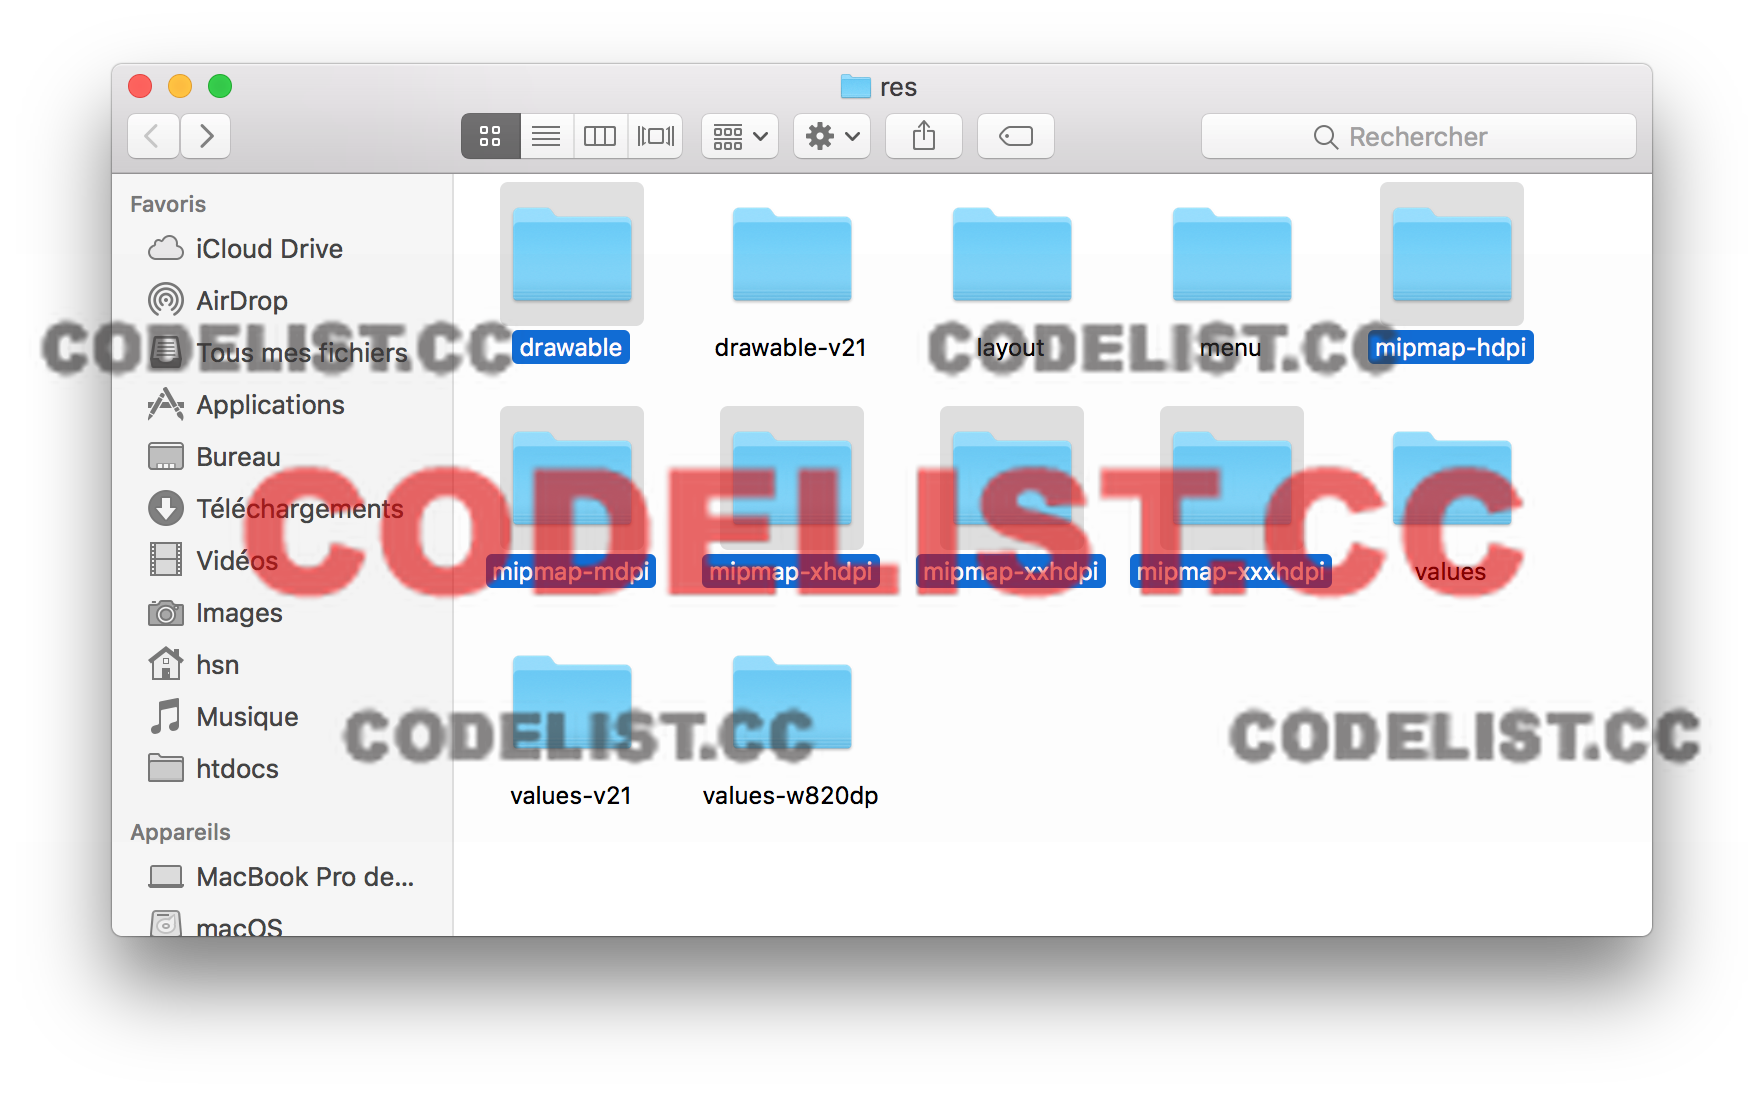 res
Rechercher
Favoris
iCloud Drive
AirDrop
Tous mes fichiers
Applications
Bureau
Téléchargements
Vidéos
Images
hsn
Musique
htdocs
Appareils
MacBook Pro de...
macOS
drawable
drawable-v21
layout
menu
mipmap-hdpi
mipmap-mdpi
mipmap-xhdpi
mipmap-xxhdpi
mipmap-xxxhdpi
values
values-v21
values-w820dp
CODELIST.CC
CODELIST.CC
CODELIST.CC
CODELIST.CC
CODELIST.CC